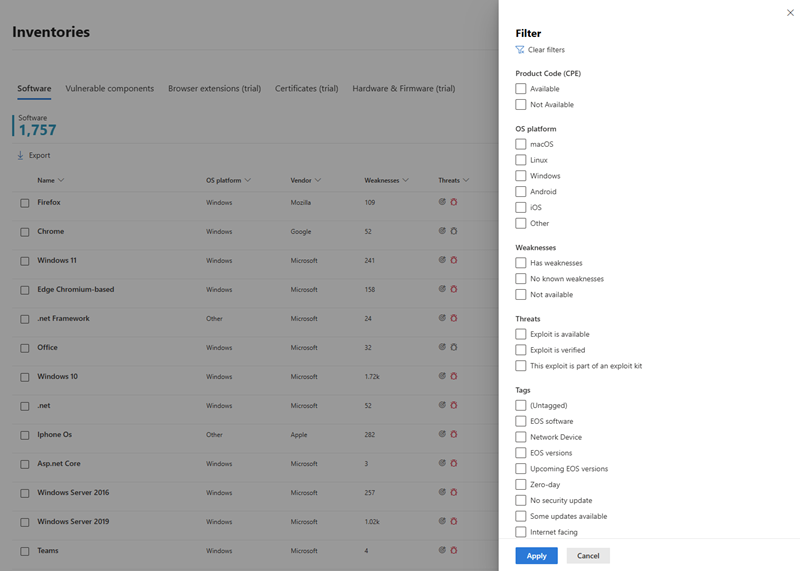 Inventories
Software Vulnerable components Browser extensions (trial) Certificates (trial) Hardware & Firmware (trial)
Software
1,757
Export
Name OS platform Vendor Weaknesses Threats
Firefox Windows Mozilla 109
Chrome Windows Google 52
Windows 11 Windows Microsoft 241
Edge Chromium-based Windows Microsoft 158
.net Framework Other Microsoft 24
Office Windows Microsoft 32
Windows 10 Windows Microsoft 1.72k
.net Windows Microsoft 52
Iphone Os Other Apple 282
Asp.net Core Windows Microsoft 3
Windows Server 2016 Windows Microsoft 257
Windows Server 2019 Windows Microsoft 1.02k
Teams Windows Microsoft 4
Filter
Clear filters
Product Code (CPE)
Available
Not Available
OS platform
macOS
Linux
Windows
Android
iOS
Other
Weaknesses
Has weaknesses
No known weaknesses
Not available
Threats
Exploit is available
Exploit is verified
This exploit is part of an exploit kit
Tags
(Untagged)
EOS software
Network Device
EOS versions
Upcoming EOS versions
Zero-day
No security update
Some updates available
Internet facing
Apply Cancel